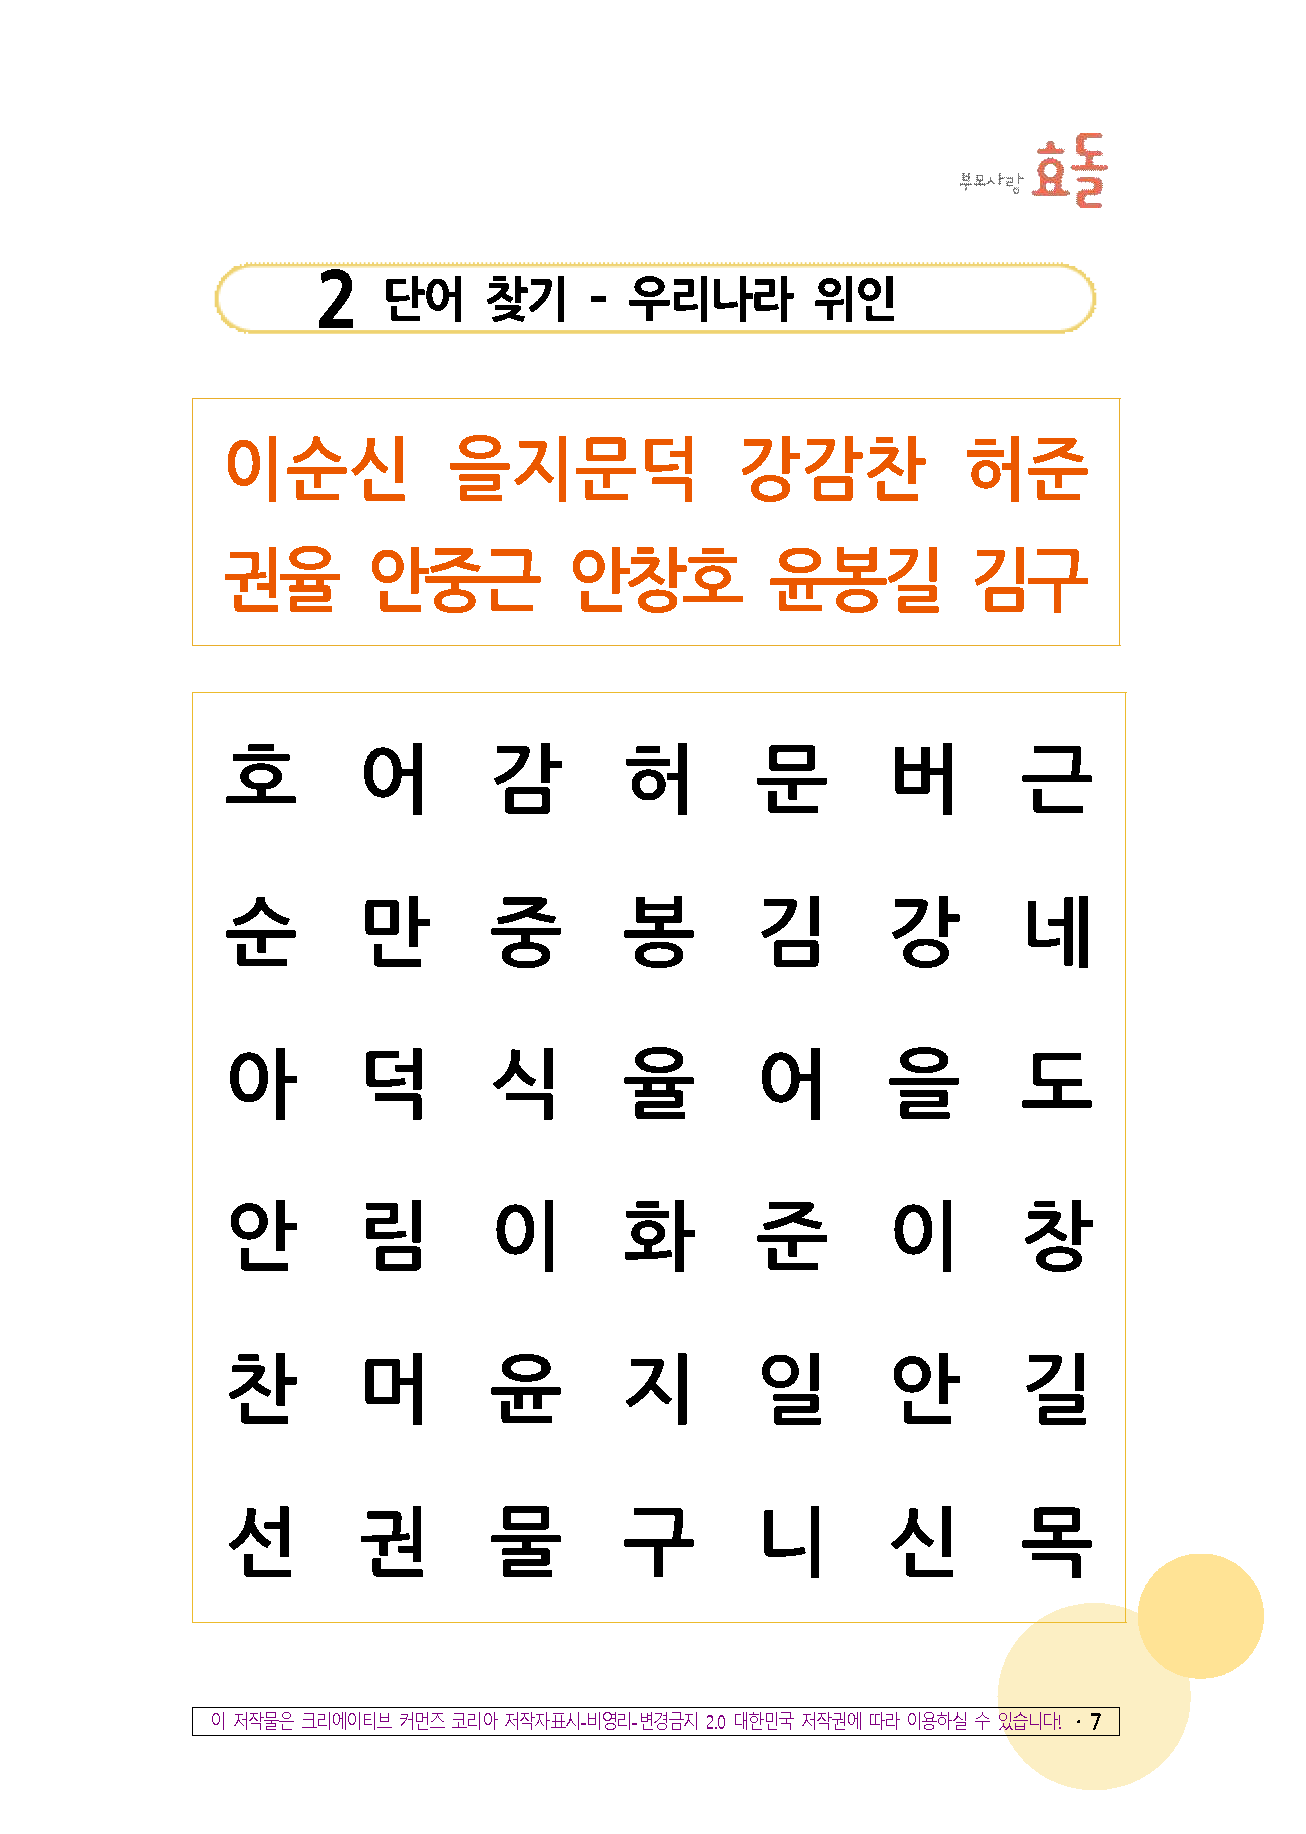 부모사랑 효돌
2 단어 찾기 - 우리나라 위인
이순신 을지문덕 강감찬 허준
권율 안중근 안창호 윤봉길 김구
호 어 감 허 문 버 근
순 만 중 봉 김 강 네
아 덕 식 율 어 을 도
안 림 이 화 준 이 창
찬 머 윤 지 일 안 길
선 권 물 구 니 신 목
이 저작물은 크리에이티브 커먼즈 코리아 저작자표시-비영리-변경금지 2.0 대한민국 저작권에 따라 이용하실 수 있습니다! · 7